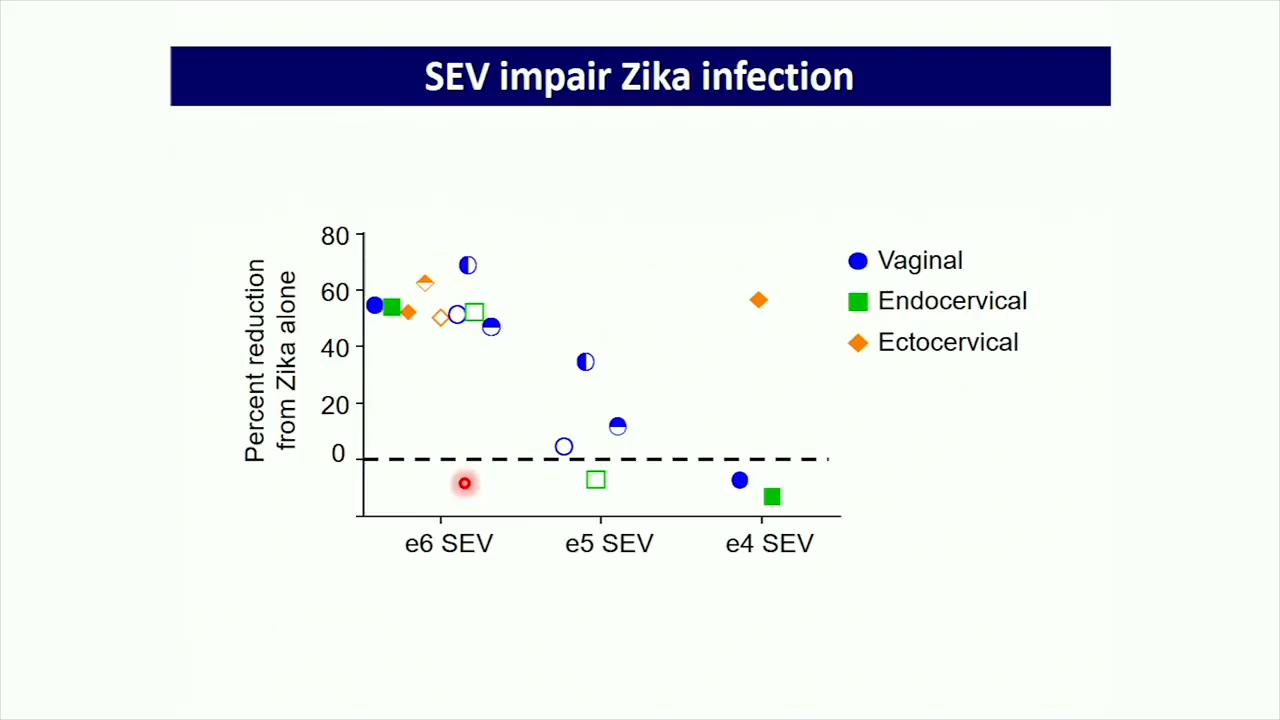 SEV impair Zika infection
Percent reduction
from Zika alone
80
60
40
20
0
e6 SEV
e5 SEV
e4 SEV
Vaginal
Endocervical
Ectocervical